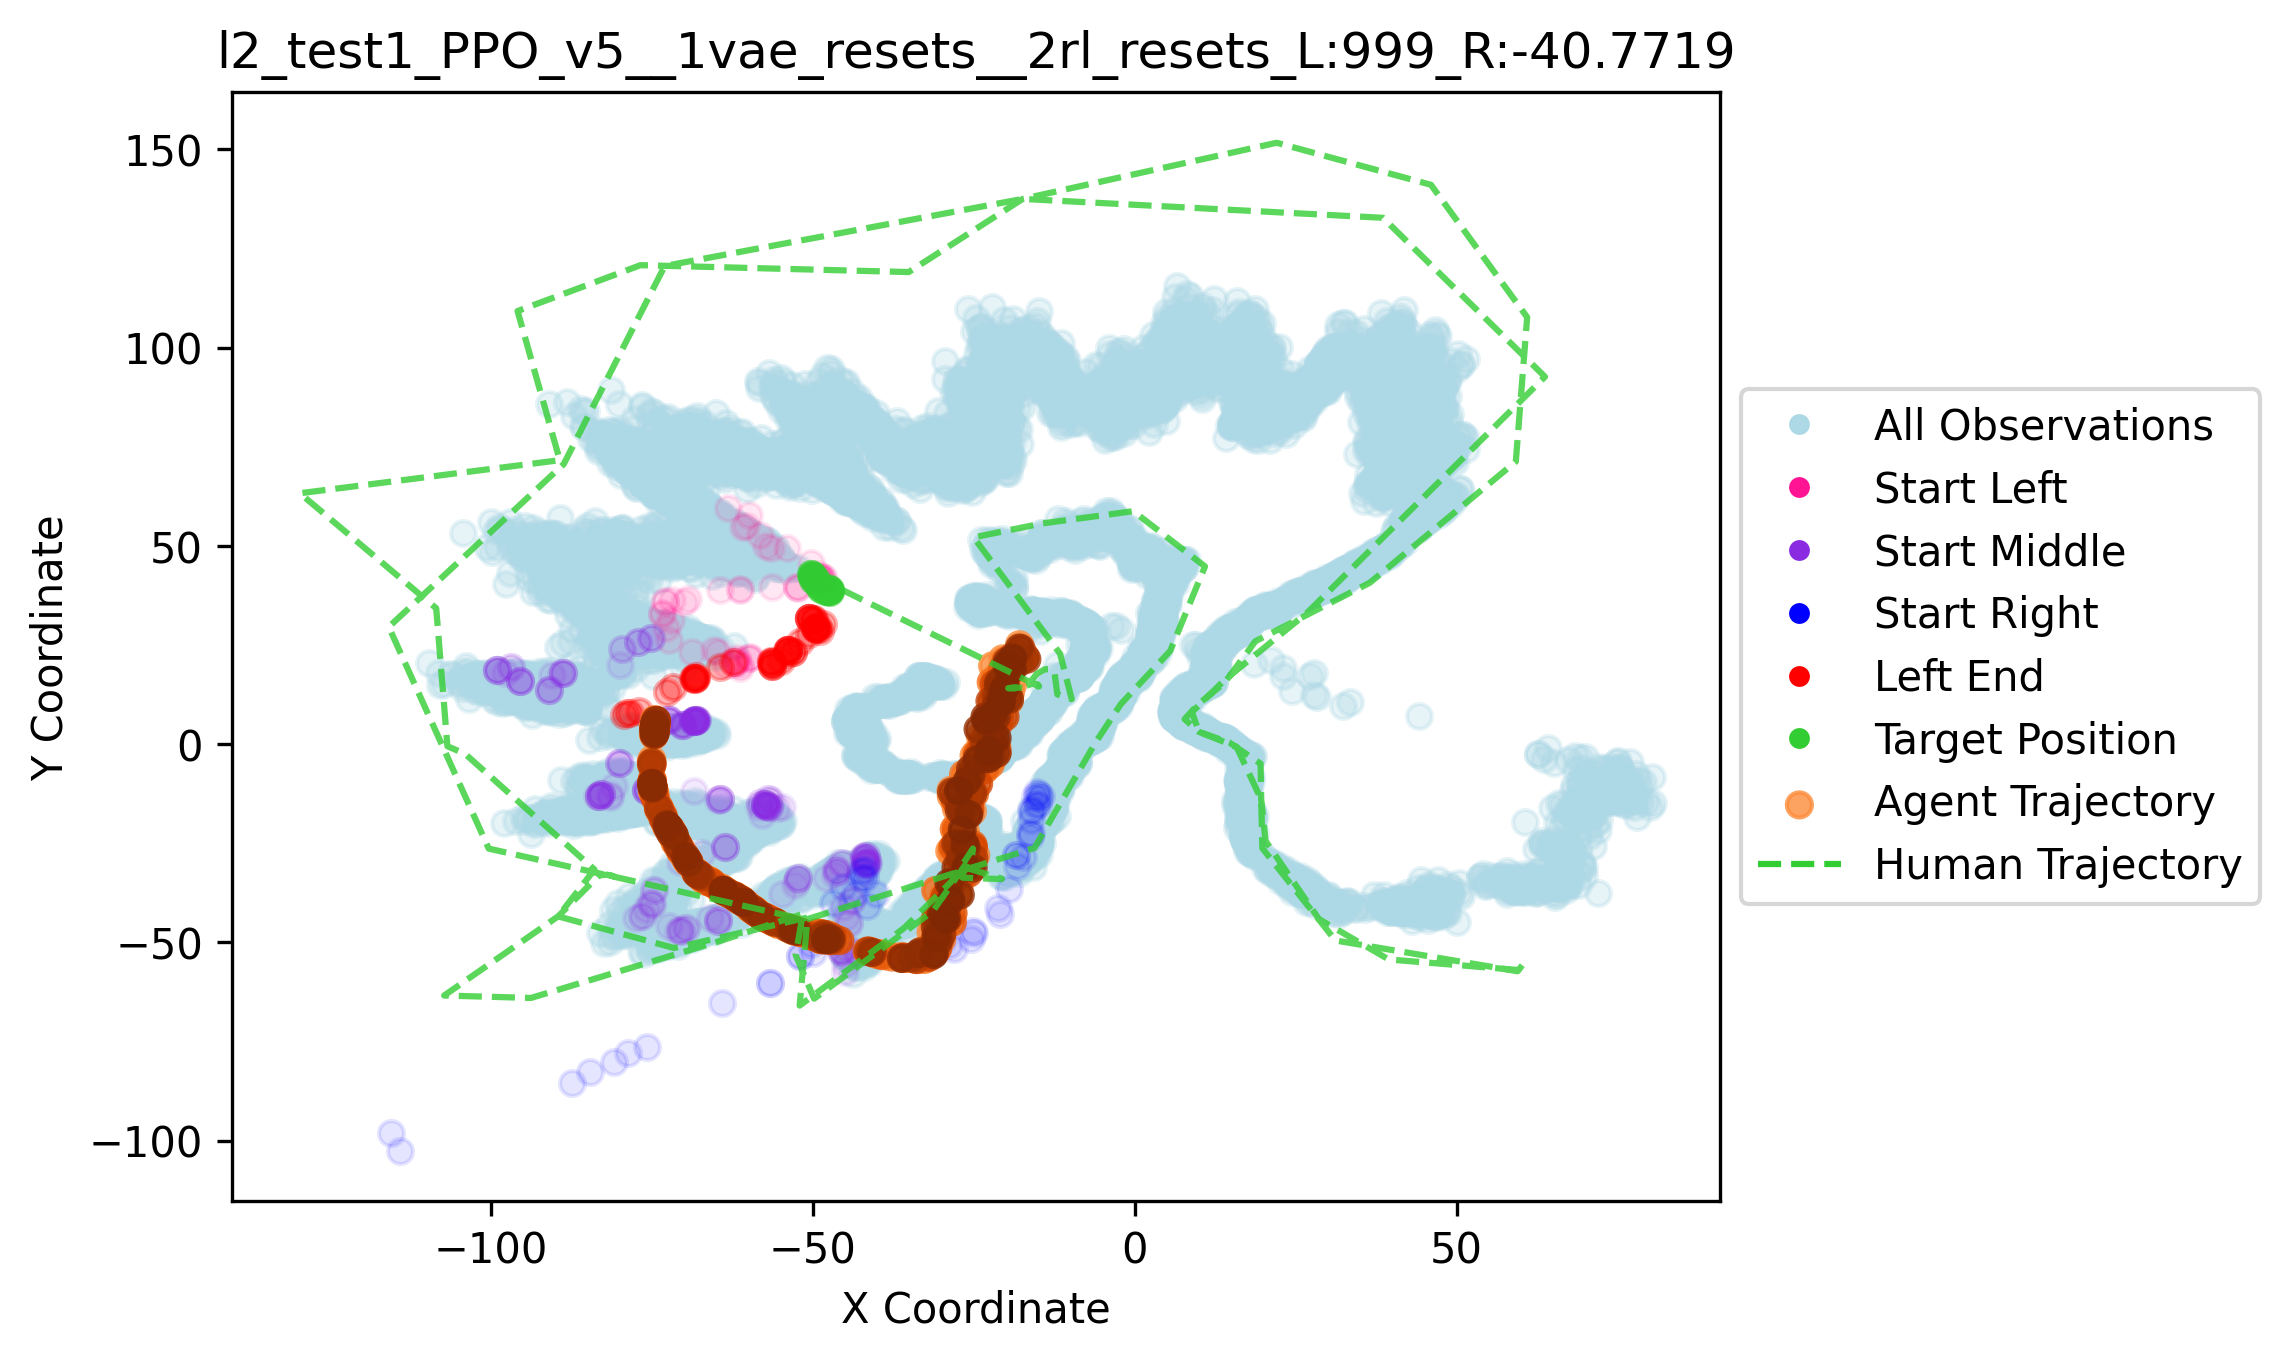 l2_test1_PPO_v5__1vae_resets__2rl_resets_L:999_R:-40.7719
150
100
50
0
−50
−100
Y Coordinate
−100
−50
0
50
X Coordinate
All Observations
Start Left
Start Middle
Start Right
Left End
Target Position
Agent Trajectory
Human Trajectory